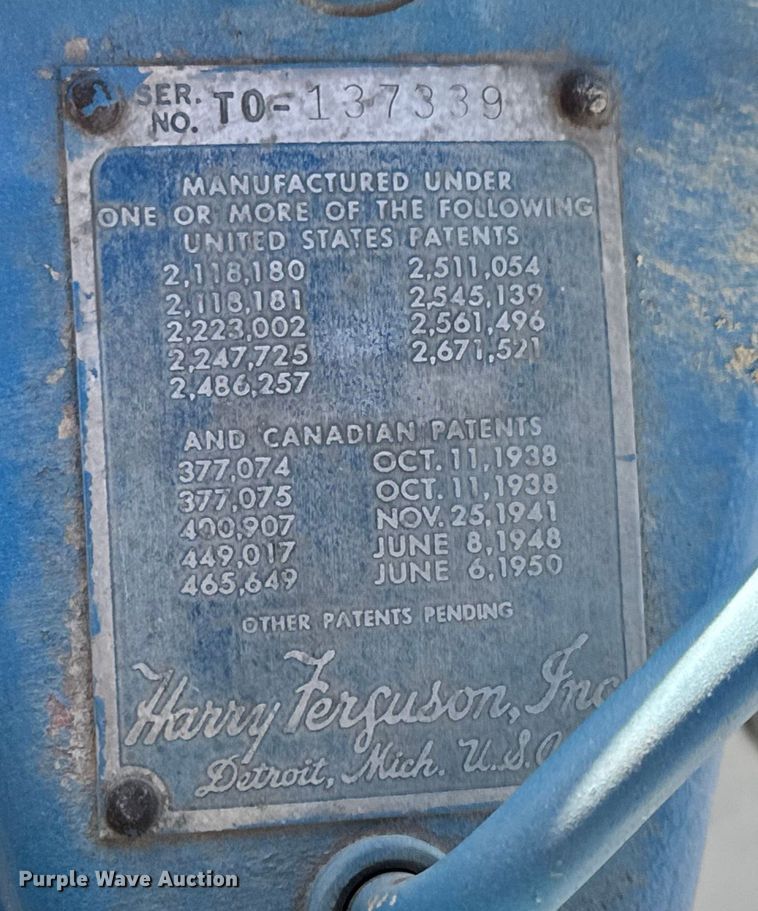 SER. NO. TO-137339
MANUFACTURED UNDER
ONE OR MORE OF THE FOLLOWING
UNITED STATES PATENTS
2,118,180 2,511,054
2,118,181 2,545,139
2,223,002 2,561,496
2,247,725 2,671,521
2,486,257
AND CANADIAN PATENTS
377,074 OCT. 11, 1938
377,075 OCT. 11, 1938
400,907 NOV. 25, 1941
449,017 JUNE 8, 1948
465,649 JUNE 6, 1950
OTHER PATENTS PENDING
Harry Ferguson, Inc
Detroit, Mich. U.S.
Purple Wave Auction